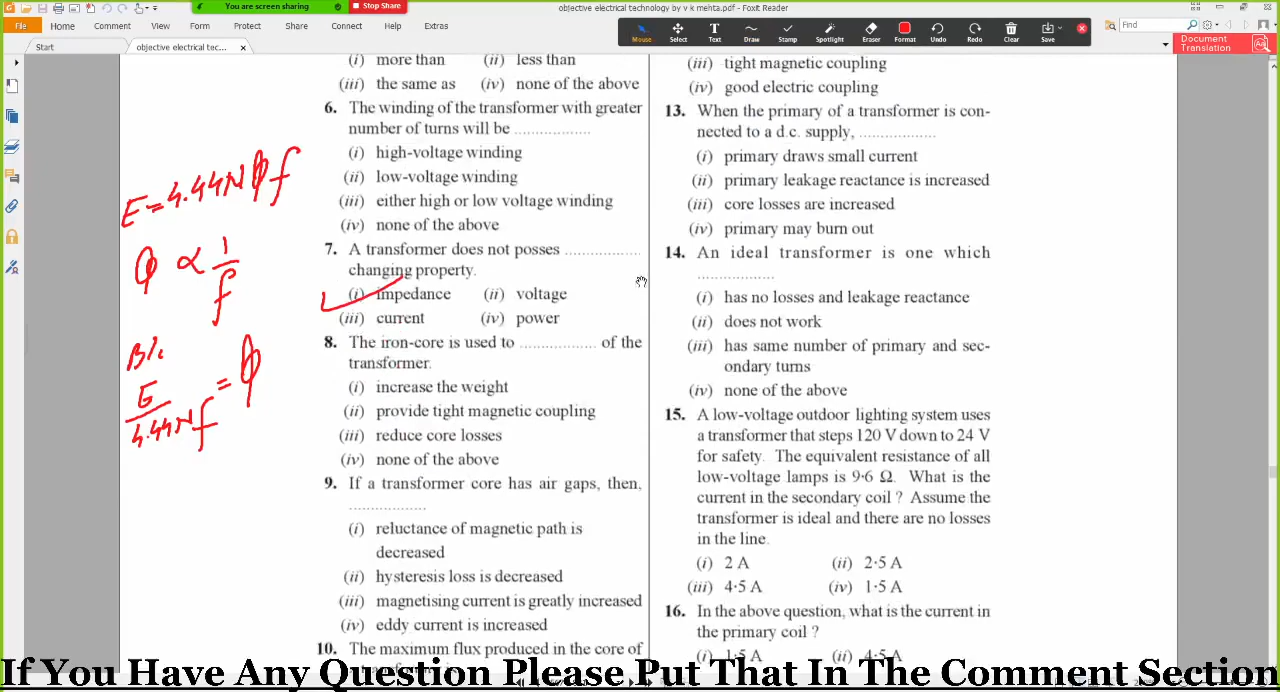 You are screen sharing
Stop Share
objective electrical technology by v k mehta.pdf - Foxit Reader
File
Home
Comment
View
Form
Protect
Share
Connect
Help
Extras
Mouse
Select
Text
Draw
Stamp
Spotlight
Eraser
Format
Undo
Redo
Clear
Save
Find
Start
objective electrical tec...
Document
Translation
(i) more than (ii) less than
(iii) the same as (iv) none of the above
6. The winding of the transformer with greater
number of turns will be ..................
(i) high-voltage winding
(ii) low-voltage winding
(iii) either high or low voltage winding
(iv) none of the above
7. A transformer does not posses ..................
changing property.
(i) impedance (ii) voltage
(iii) current (iv) power
8. The iron-core is used to .................. of the
transformer.
(i) increase the weight
(ii) provide tight magnetic coupling
(iii) reduce core losses
(iv) none of the above
9. If a transformer core has air gaps, then,
..................
(i) reluctance of magnetic path is
decreased
(ii) hysteresis loss is decreased
(iii) magnetising current is greatly increased
(iv) eddy current is increased
10. The maximum flux produced in the core of
(iii) tight magnetic coupling
(iv) good electric coupling
13. When the primary of a transformer is con-
nected to a d.c. supply, ..................
(i) primary draws small current
(ii) primary leakage reactance is increased
(iii) core losses are increased
(iv) primary may burn out
14. An ideal transformer is one which
..................
(i) has no losses and leakage reactance
(ii) does not work
(iii) has same number of primary and sec-
ondary turns
(iv) none of the above
15. A low-voltage outdoor lighting system uses
a transformer that steps 120 V down to 24 V
for safety. The equivalent resistance of all
low-voltage lamps is 9·6 Ω. What is the
current in the secondary coil ? Assume the
transformer is ideal and there are no losses
in the line.
(i) 2 A (ii) 2·5 A
(iii) 4·5 A (iv) 1·5 A
16. In the above question, what is the current in
the primary coil ?
(i) 1·5 A (ii) 4·5 A
E=4.44NΦf
Φ ∝ 1/f
E/4.44Nf = Φ
If You Have Any Question Please Put That In The Comment Section